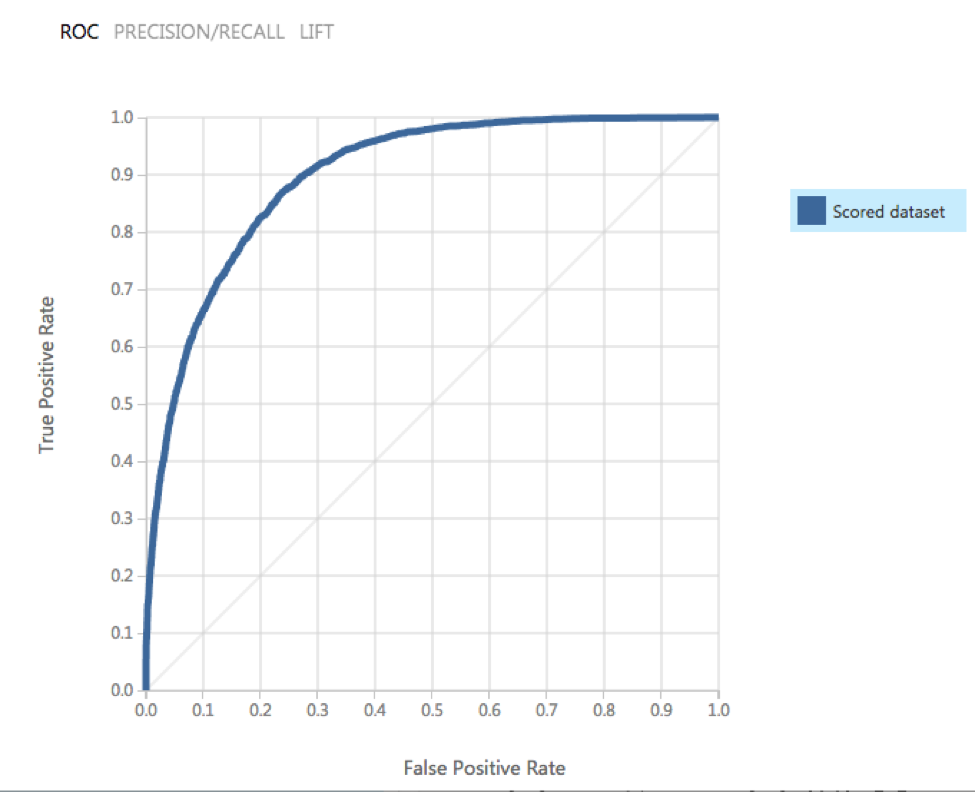 ROC PRECISION/RECALL LIFT
1.0
0.9
Scored dataset
0.8
0.7
0.6
0.5
0.4
0.3
0.2
0.1
0.0
True Positive Rate
0.0 0.1 0.2 0.3 0.4 0.5 0.6 0.7 0.8 0.9 1.0
False Positive Rate